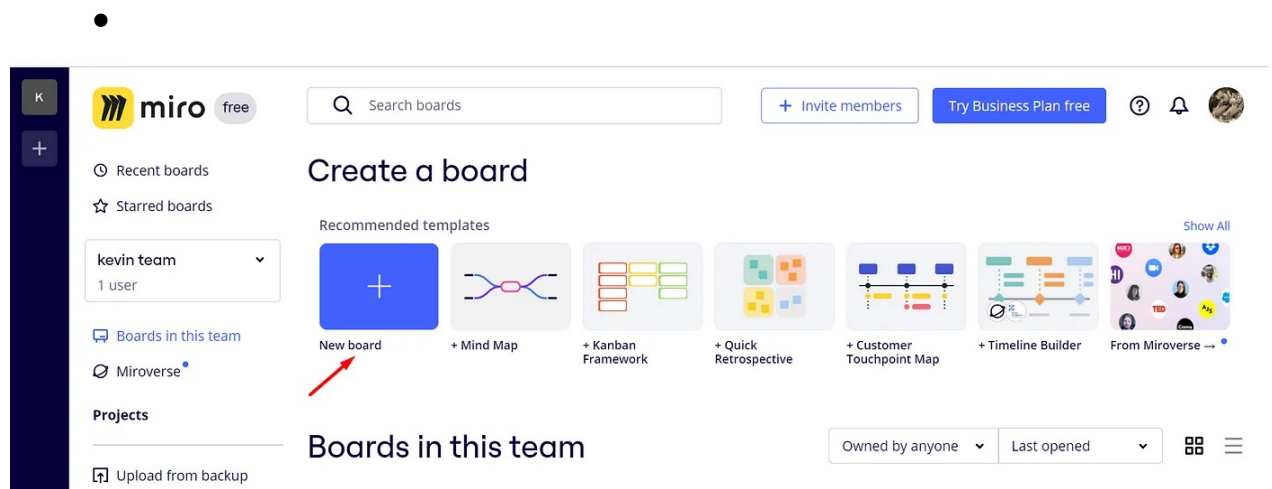 K
miro free
Search boards
+ Invite members
Try Business Plan free
+
Recent boards
Starred boards
kevin team
1 user
Boards in this team
Miroverse
Projects
Upload from backup
Create a board
Recommended templates
Show All
New board
+ Mind Map
+ Kanban
Framework
+ Quick
Retrospective
+ Customer
Touchpoint Map
+ Timeline Builder
TED
From Miroverse →
Boards in this team
Owned by anyone
Last opened